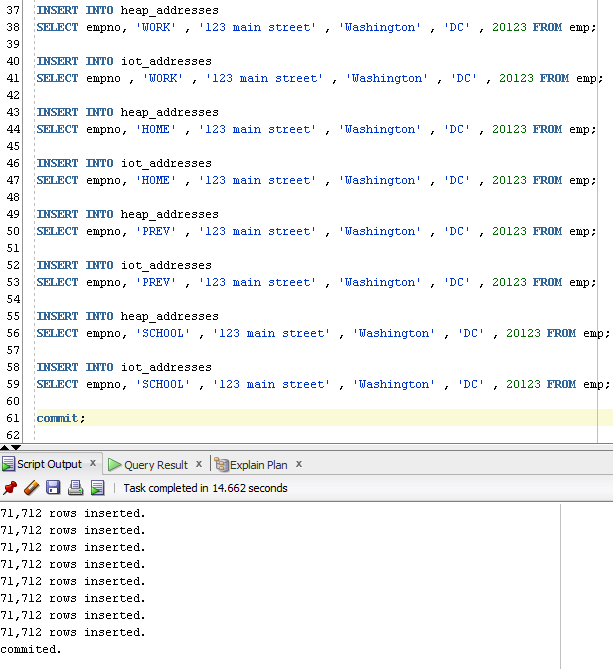 37 INSERT INTO heap_addresses
38 SELECT empno, 'WORK' , '123 main street' , 'Washington' , 'DC' , 20123 FROM emp;
39
40 INSERT INTO iot_addresses
41 SELECT empno , 'WORK' , '123 main street' , 'Washington' , 'DC' , 20123 FROM emp;
42
43 INSERT INTO heap_addresses
44 SELECT empno, 'HOME' , '123 main street' , 'Washington' , 'DC' , 20123 FROM emp;
45
46 INSERT INTO iot_addresses
47 SELECT empno, 'HOME' , '123 main street' , 'Washington' , 'DC' , 20123 FROM emp;
48
49 INSERT INTO heap_addresses
50 SELECT empno, 'PREV' , '123 main street' , 'Washington' , 'DC' , 20123 FROM emp;
51
52 INSERT INTO iot_addresses
53 SELECT empno, 'PREV' , '123 main street' , 'Washington' , 'DC' , 20123 FROM emp;
54
55 INSERT INTO heap_addresses
56 SELECT empno, 'SCHOOL' , '123 main street' , 'Washington' , 'DC' , 20123 FROM emp;
57
58 INSERT INTO iot_addresses
59 SELECT empno, 'SCHOOL' , '123 main street' , 'Washington' , 'DC' , 20123 FROM emp;
60
61 commit;
62
Script Output x Query Result x Explain Plan x
Task completed in 14.662 seconds
71,712 rows inserted.
71,712 rows inserted.
71,712 rows inserted.
71,712 rows inserted.
71,712 rows inserted.
71,712 rows inserted.
71,712 rows inserted.
71,712 rows inserted.
commited.